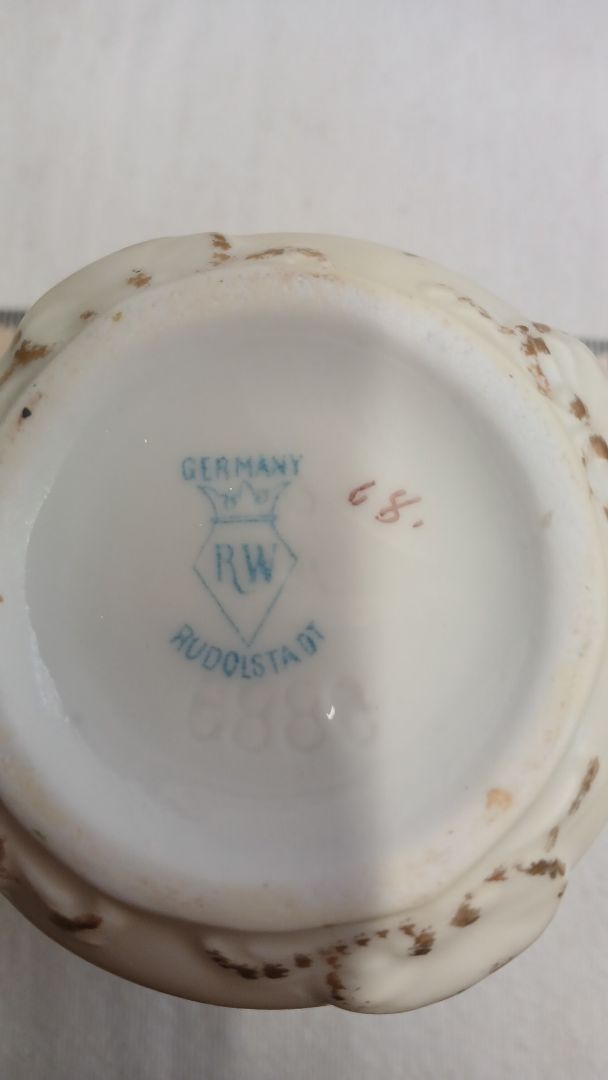 GERMANY
RW
RUDOLSTADT
68.